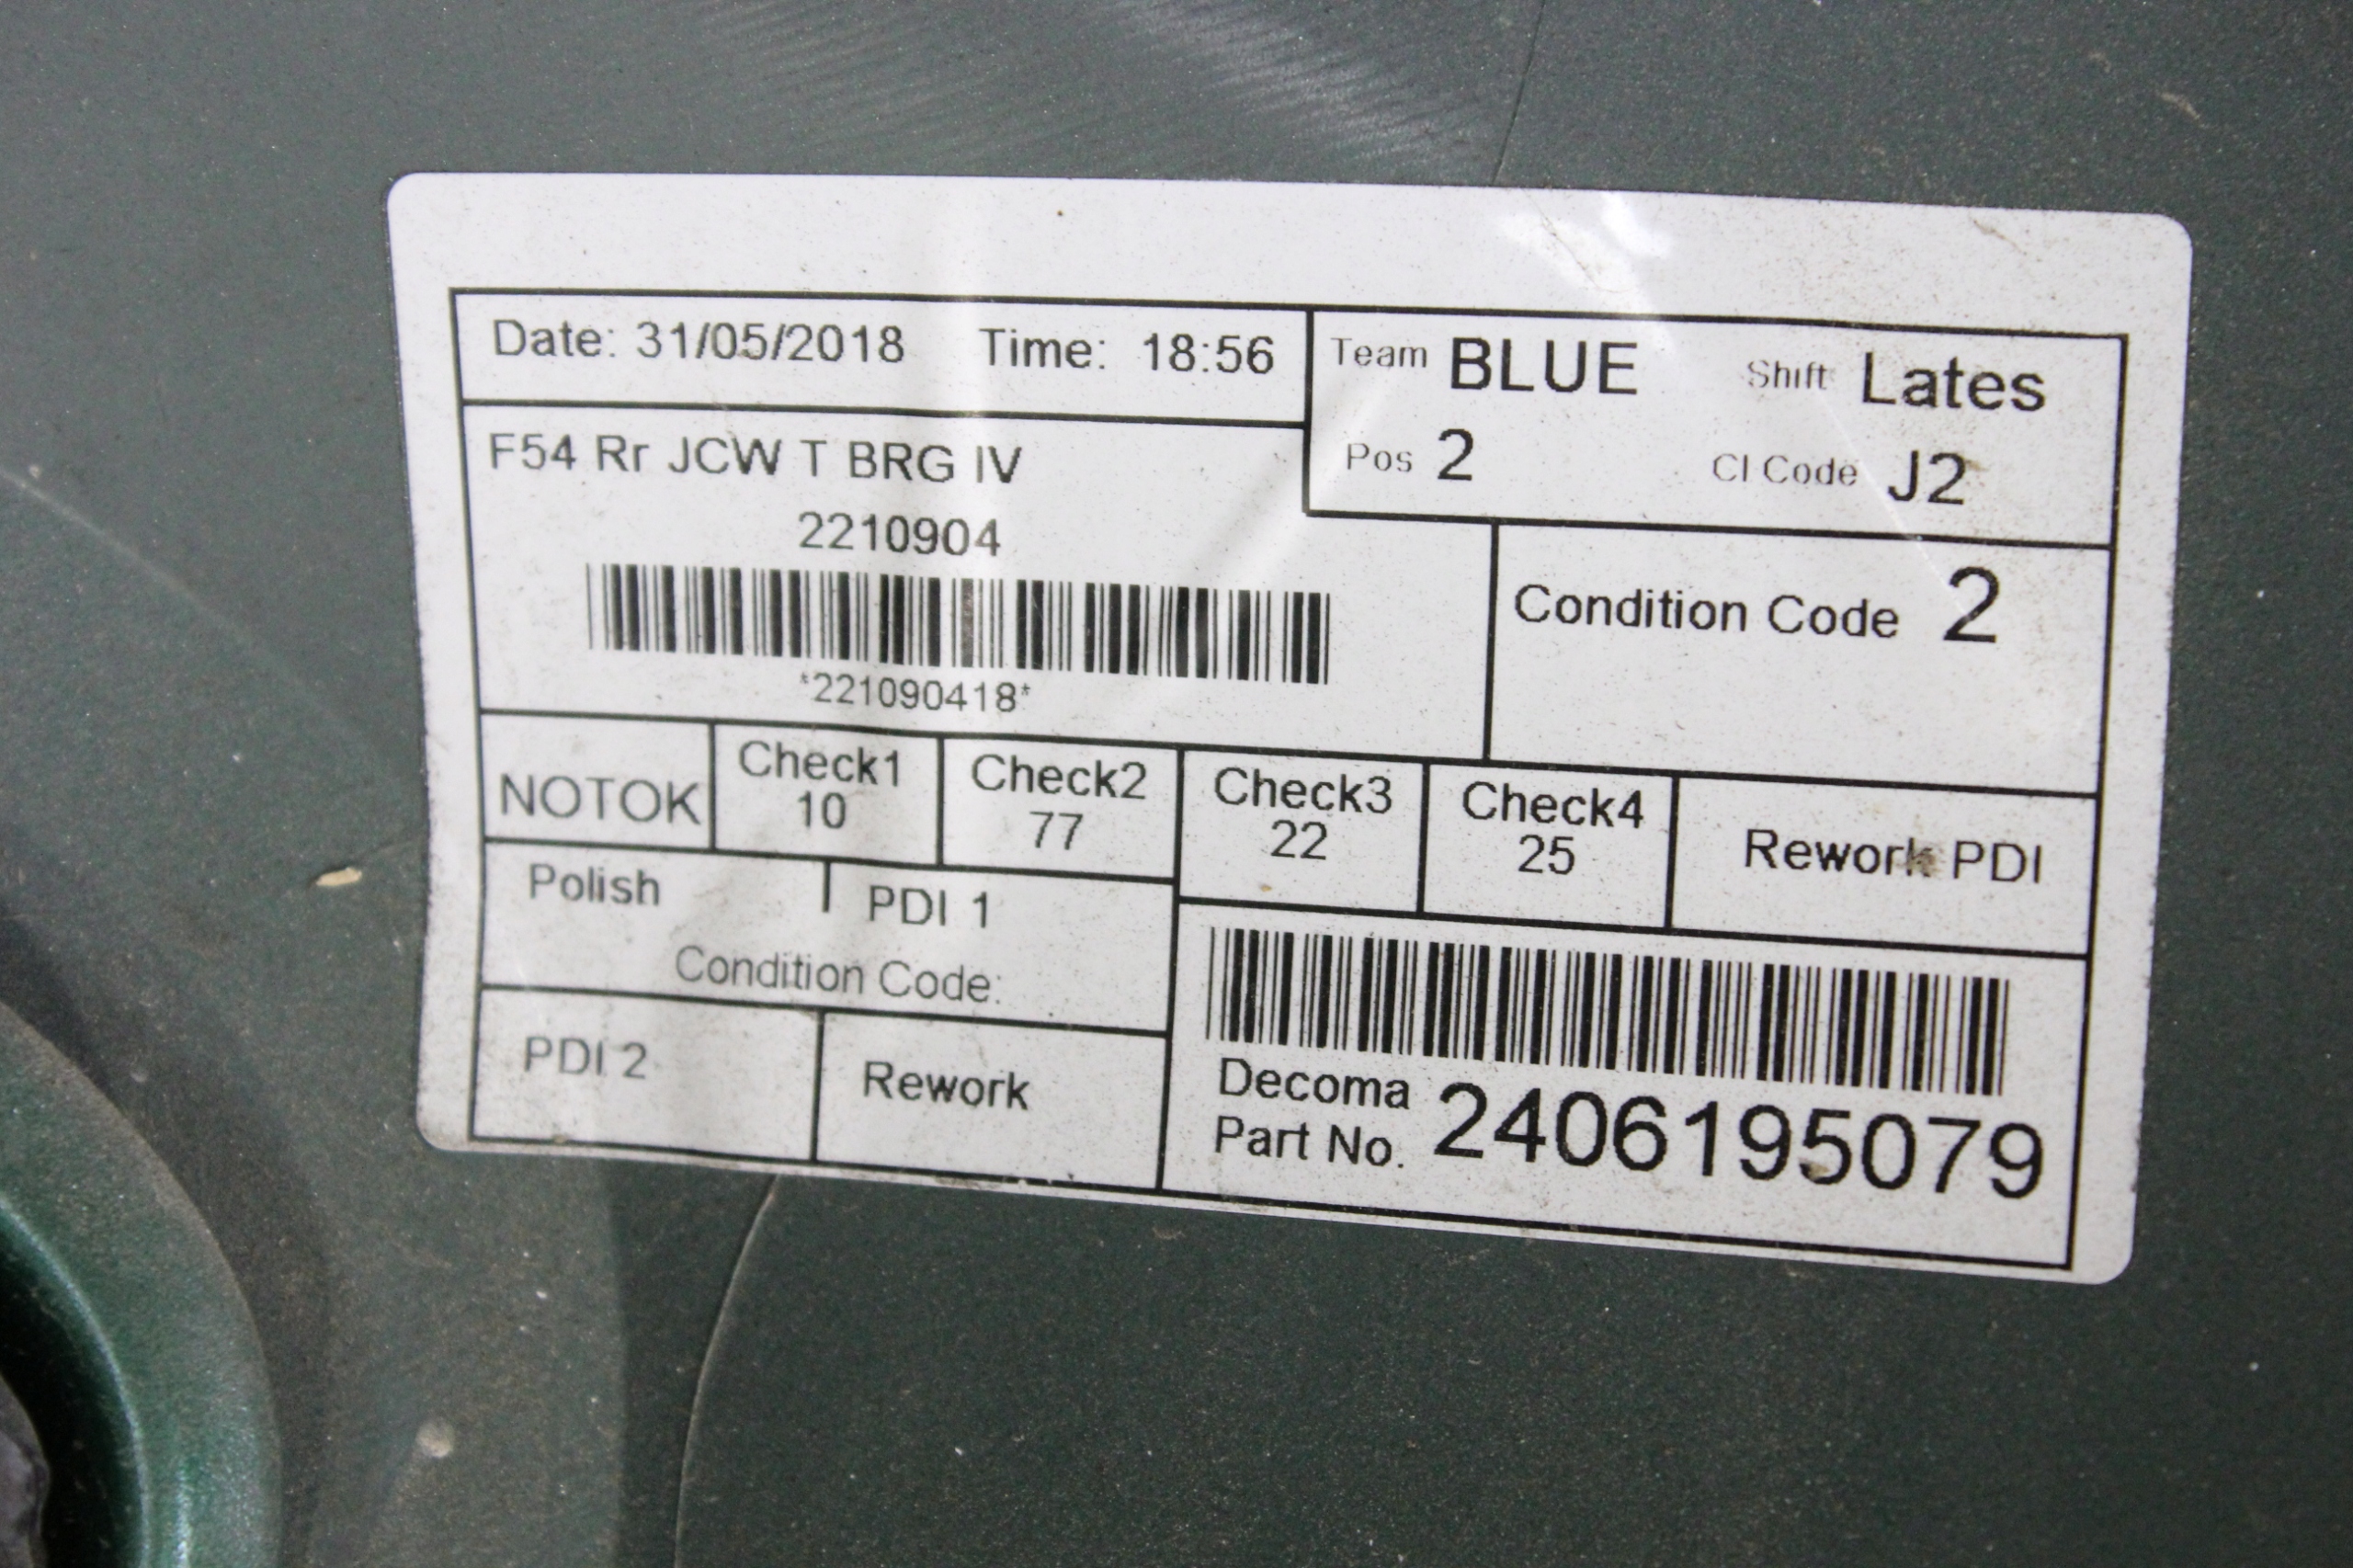 Date: 31/05/2018 Time: 18:56
Team BLUE Shift Lates
Pos 2 CI Code J2
F54 Rr JCW T BRG IV
2210904
*221090418*
Condition Code 2
NOTOK
Check1
10
Check2
77
Check3
22
Check4
25
Rework PDI
Polish PDI 1
Condition Code:
PDI 2 Rework
Decoma
Part No. 2406195079